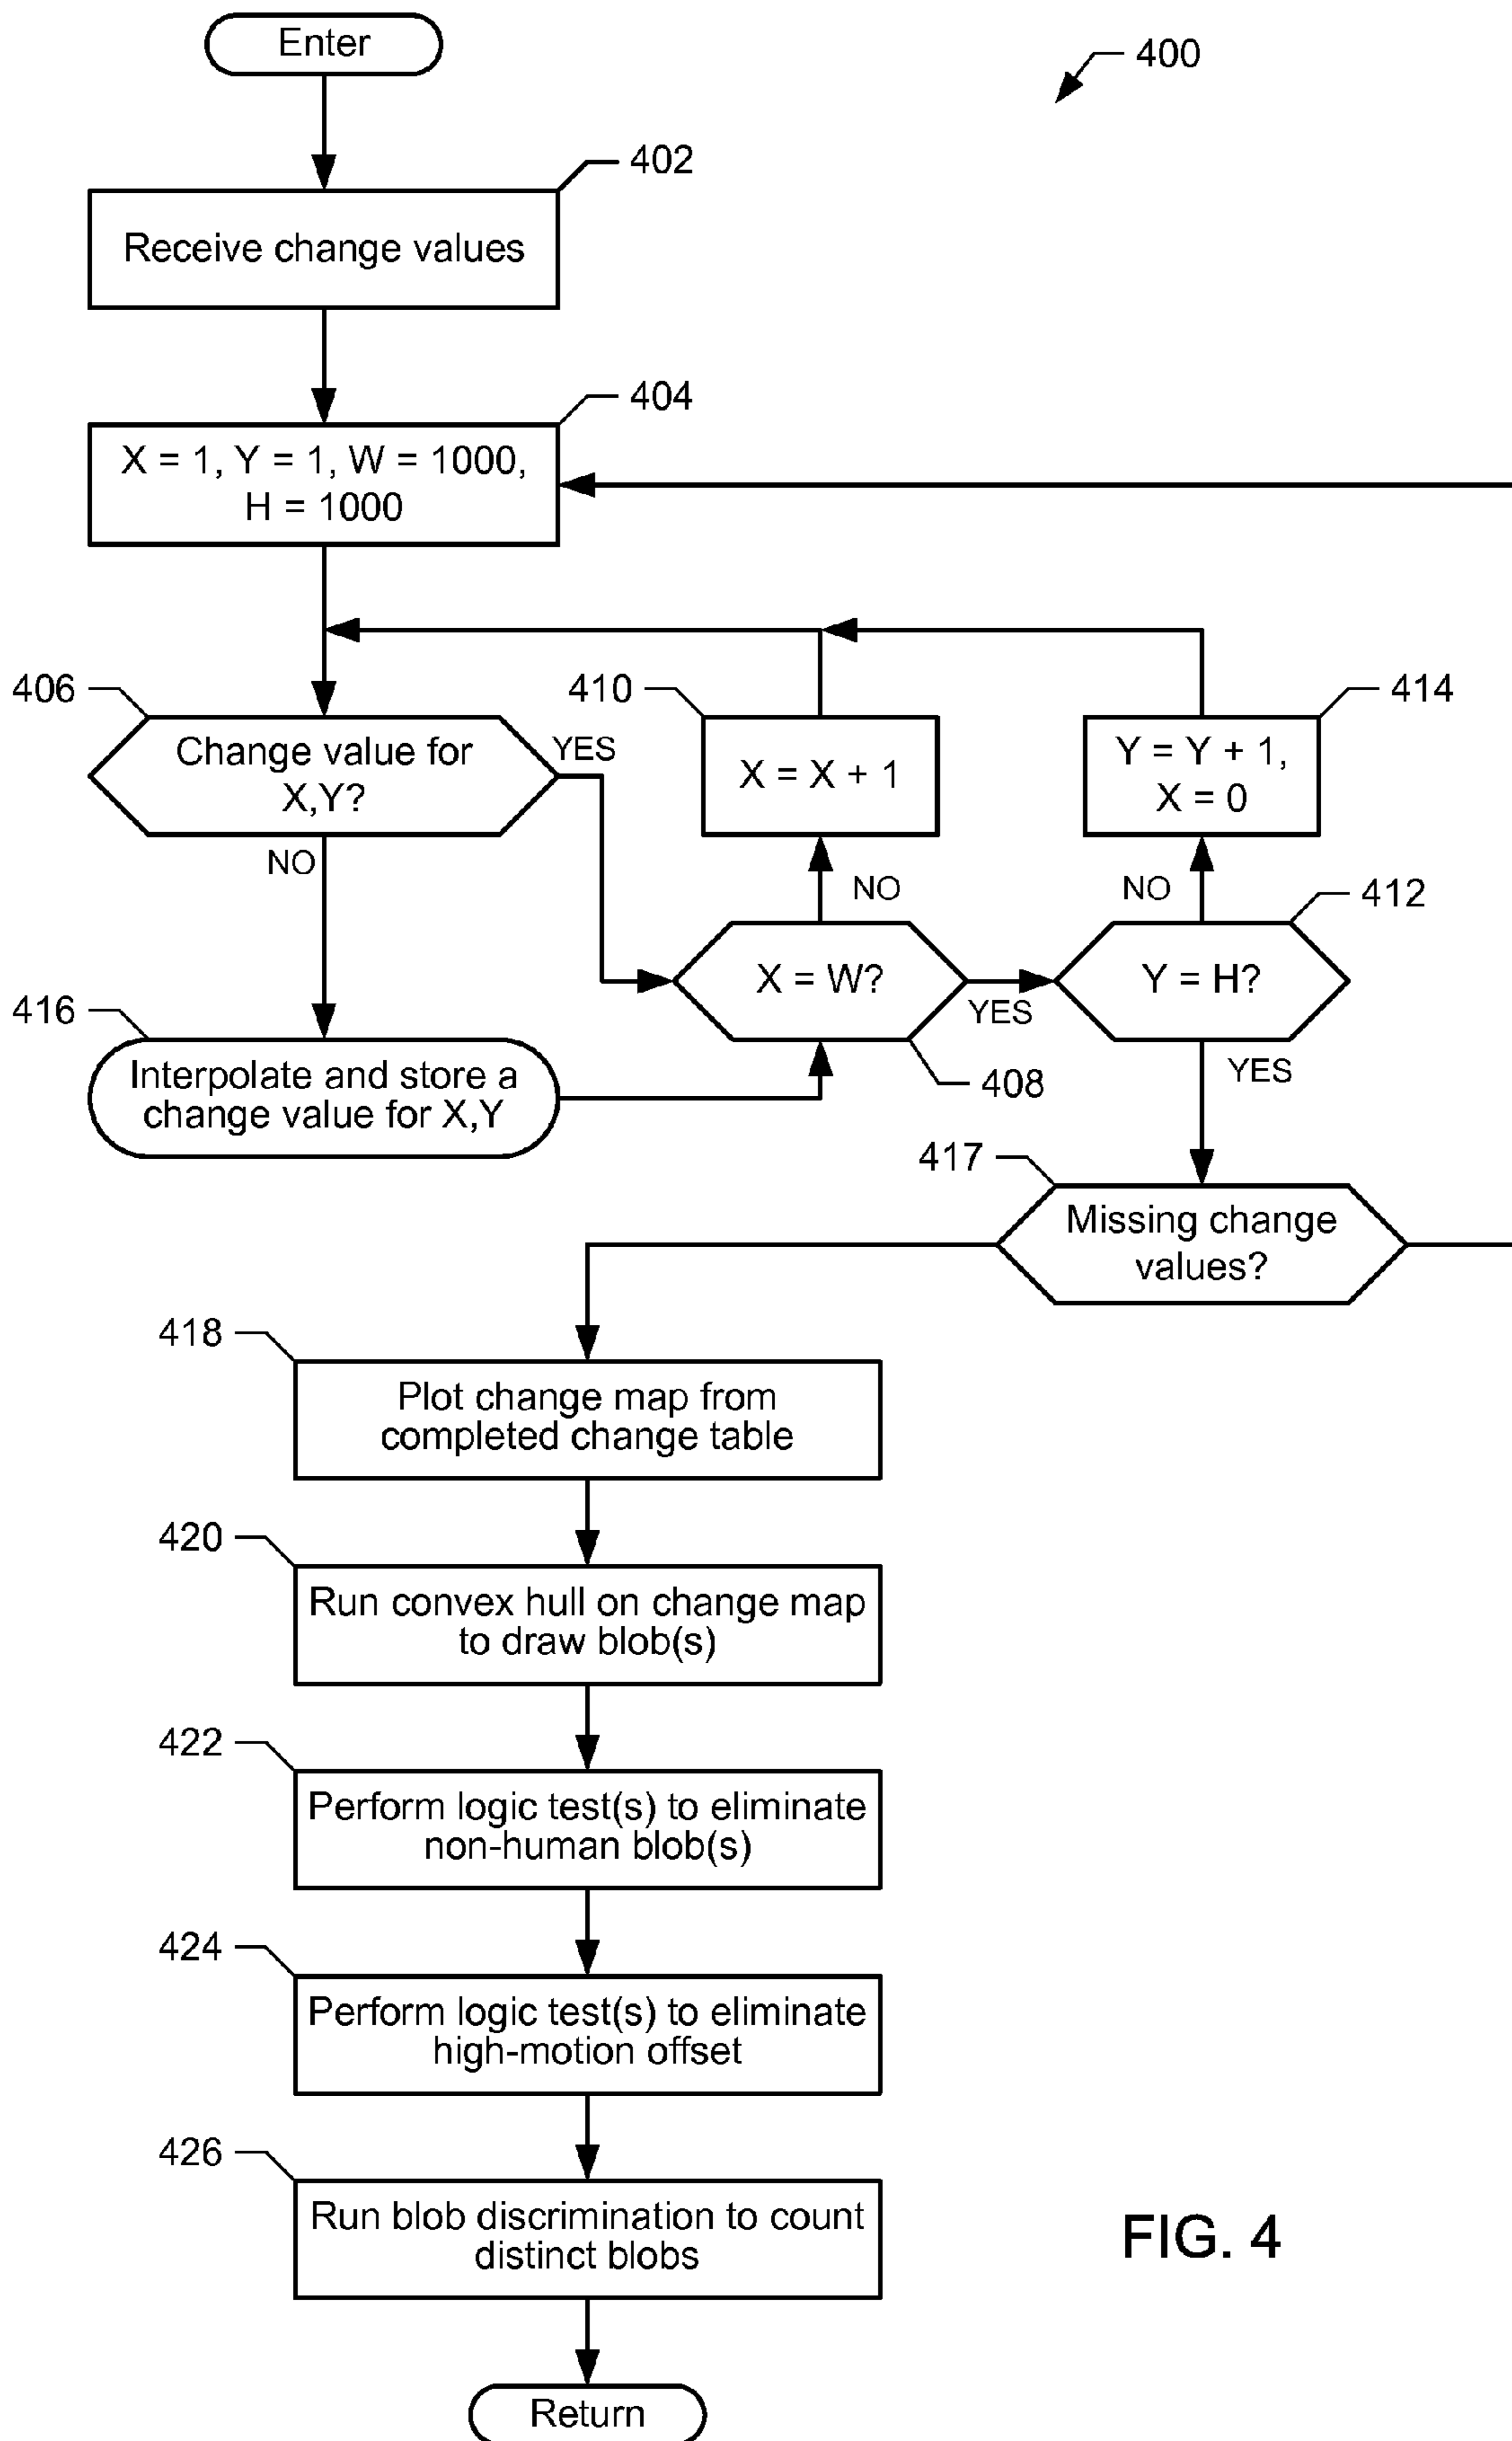 Enter
400
402
Receive change values
404
X = 1, Y = 1, W = 1000,
H = 1000
406
410
414
Change value for
X,Y?
YES
X = X + 1
Y = Y + 1,
X = 0
NO
NO
NO
412
X = W?
YES
Y = H?
416
Interpolate and store a
change value for X,Y
408
YES
417
Missing change
values?
418
Plot change map from
completed change table
420
Run convex hull on change map
to draw blob(s)
422
Perform logic test(s) to eliminate
non-human blob(s)
424
Perform logic test(s) to eliminate
high-motion offset
426
Run blob discrimination to count
distinct blobs
FIG. 4
Return